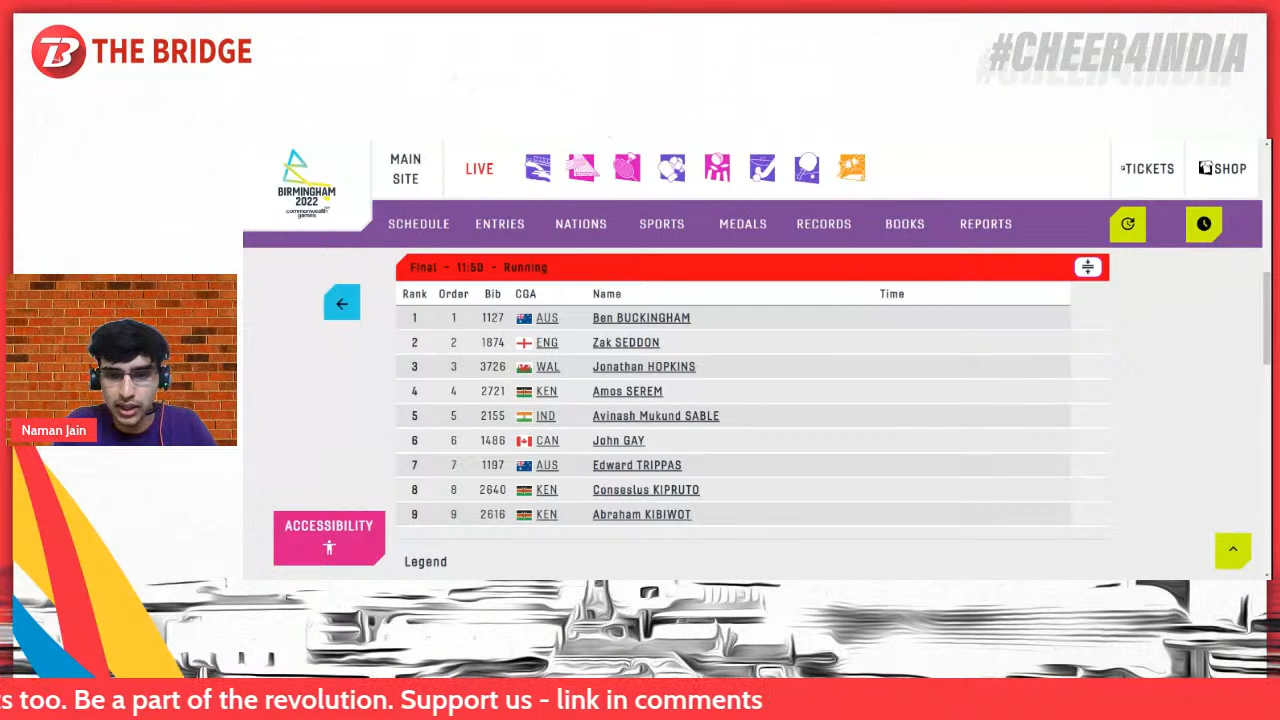 THE BRIDGE
#CHEER4INDIA
BIRMINGHAM
2022
commonwealth
games
MAIN
SITE
LIVE
TICKETS
SHOP
SCHEDULE ENTRIES NATIONS SPORTS MEDALS RECORDS BOOKS REPORTS
Final - 11:50 - Running
Rank Order Bib CGA Name Time
1 1 1127 AUS Ben BUCKINGHAM
2 2 1874 ENG Zak SEDDON
3 3 3726 WAL Jonathan HOPKINS
4 4 2721 KEN Amos SEREM
5 5 2155 IND Avinash Mukund SABLE
6 6 1486 CAN John GAY
7 7 1197 AUS Edward TRIPPAS
8 8 2640 KEN Conseslus KIPRUTO
9 9 2616 KEN Abraham KIBIWOT
Legend
ACCESSIBILITY
Naman Jain
ts too. Be a part of the revolution. Support us - link in comments